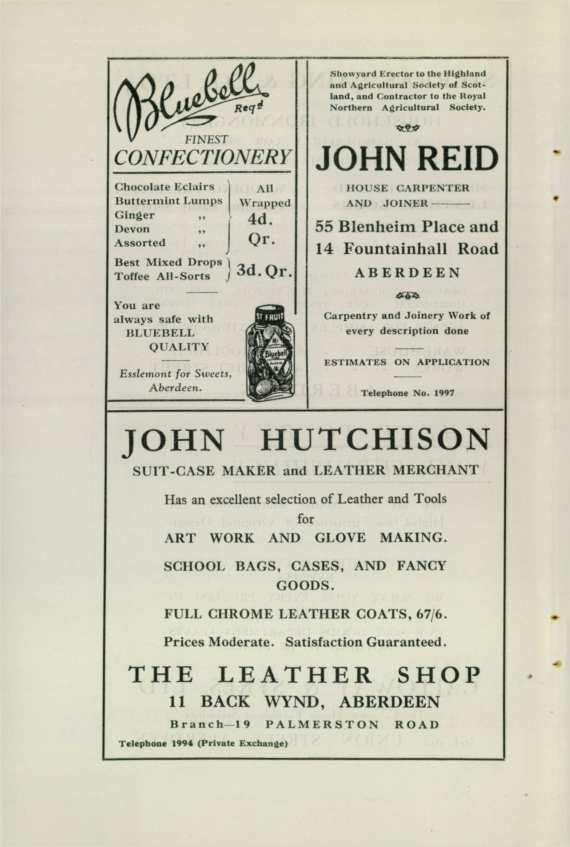 Bluebell
Regd
FINEST
CONFECTIONERY
Chocolate Eclairs
Buttermint Lumps
Ginger ,,
Devon ,,
Assorted ,,
All
Wrapped
4d.
Qr.
Best Mixed Drops
Toffee All-Sorts
3d. Qr.
You are
always safe with
BLUEBELL
QUALITY
Esslemont for Sweets,
Aberdeen.
ST FRUIT
Bluebell
Showyard Erector to the Highland
and Agricultural Society of Scot-
land, and Contractor to the Royal
Northern Agricultural Society.
JOHN REID
HOUSE CARPENTER
AND JOINER
55 Blenheim Place and
14 Fountainhall Road
ABERDEEN
Carpentry and Joinery Work of
every description done
ESTIMATES ON APPLICATION
Telephone No. 1997
JOHN HUTCHISON
SUIT-CASE MAKER and LEATHER MERCHANT
Has an excellent selection of Leather and Tools
for
ART WORK AND GLOVE MAKING.
SCHOOL BAGS, CASES, AND FANCY
GOODS.
FULL CHROME LEATHER COATS, 67/6.
Prices Moderate. Satisfaction Guaranteed.
THE LEATHER SHOP
11 BACK WYND, ABERDEEN
Branch—19 PALMERSTON ROAD
Telephone 1994 (Private Exchange)